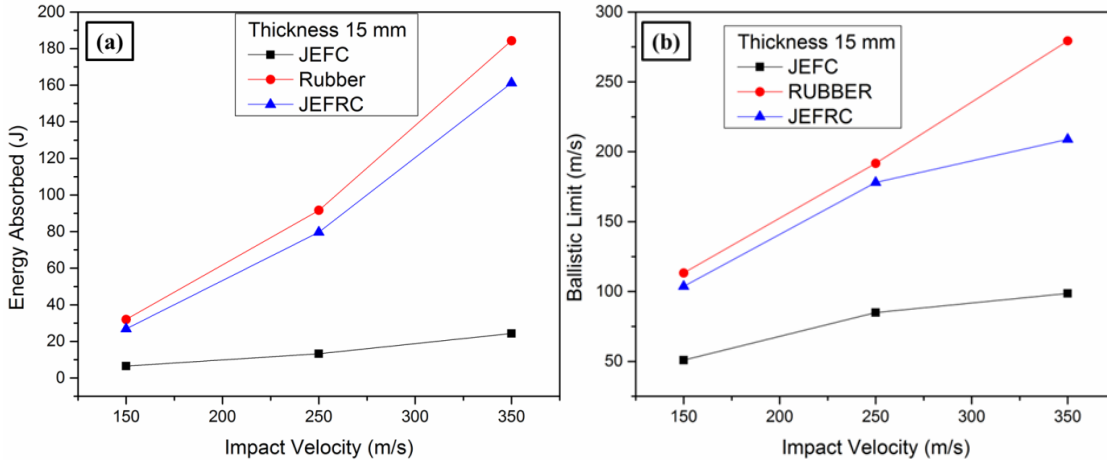 (a)
Thickness 15 mm
JEFC
Rubber
JEFRC
Energy Absorbed (J)
200
180
160
140
120
100
80
60
40
20
0
150
200
250
300
350
Impact Velocity (m/s)
(b)
Thickness 15 mm
JEFC
RUBBER
JEFRC
Ballistic Limit (m/s)
300
250
200
150
100
50
150
200
250
300
350
Impact Velocity (m/s)